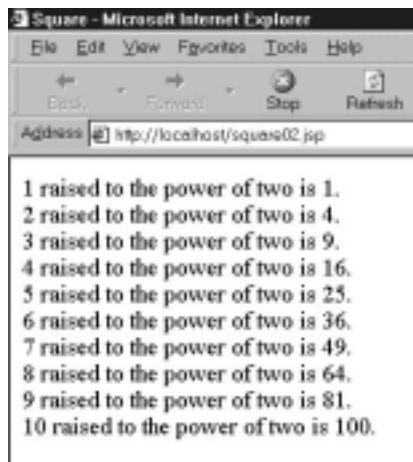 Square - Microsoft Internet Explorer
File Edit View Favorites Tools Help
Back Forward Stop Refresh
Address http://localhost/square02.jsp
1 raised to the power of two is 1.
2 raised to the power of two is 4.
3 raised to the power of two is 9.
4 raised to the power of two is 16.
5 raised to the power of two is 25.
6 raised to the power of two is 36.
7 raised to the power of two is 49.
8 raised to the power of two is 64.
9 raised to the power of two is 81.
10 raised to the power of two is 100.